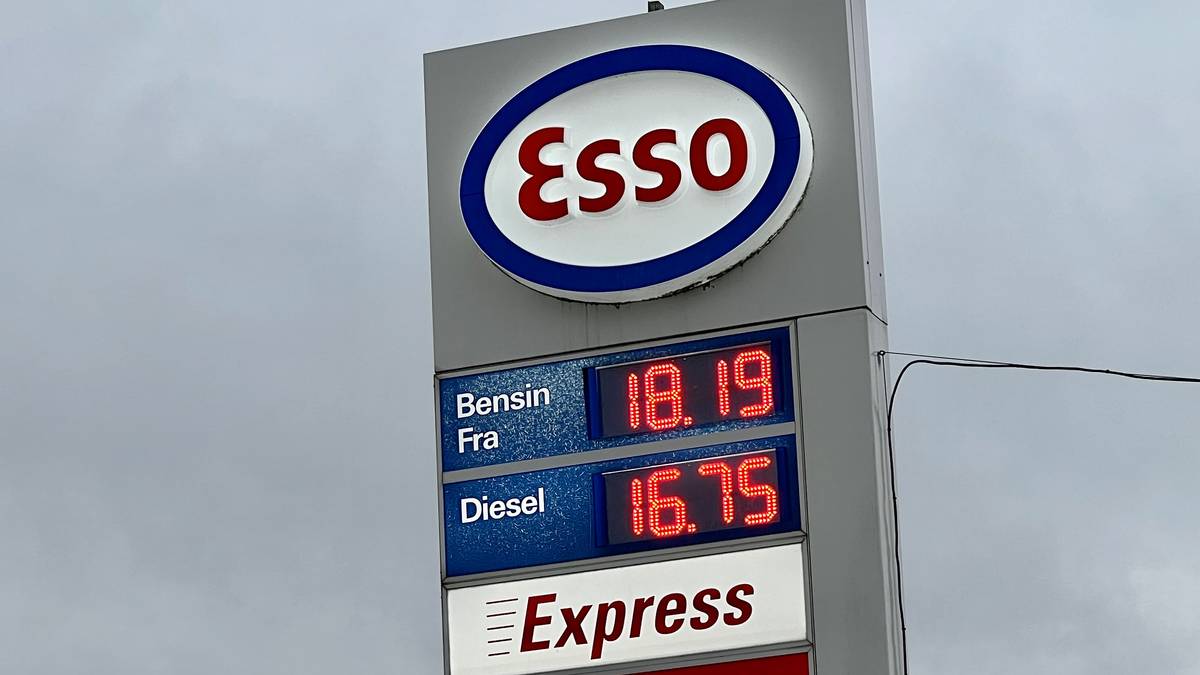 Esso
Bensin
Fra
18.19
Diesel
16.75
Express